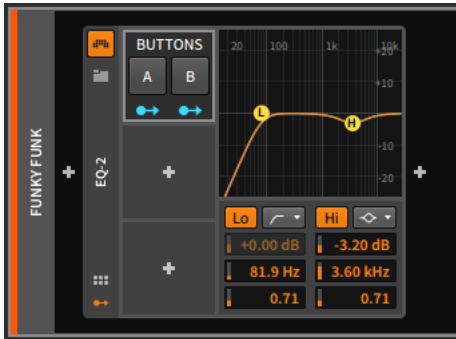 FUNKY FUNK
EQ-2
BUTTONS
A B
20 100 1k 10k
+20
+10
-10
-20
L
H
Lo Hi
+0.00 dB -3.20 dB
81.9 Hz 3.60 kHz
0.71 0.71